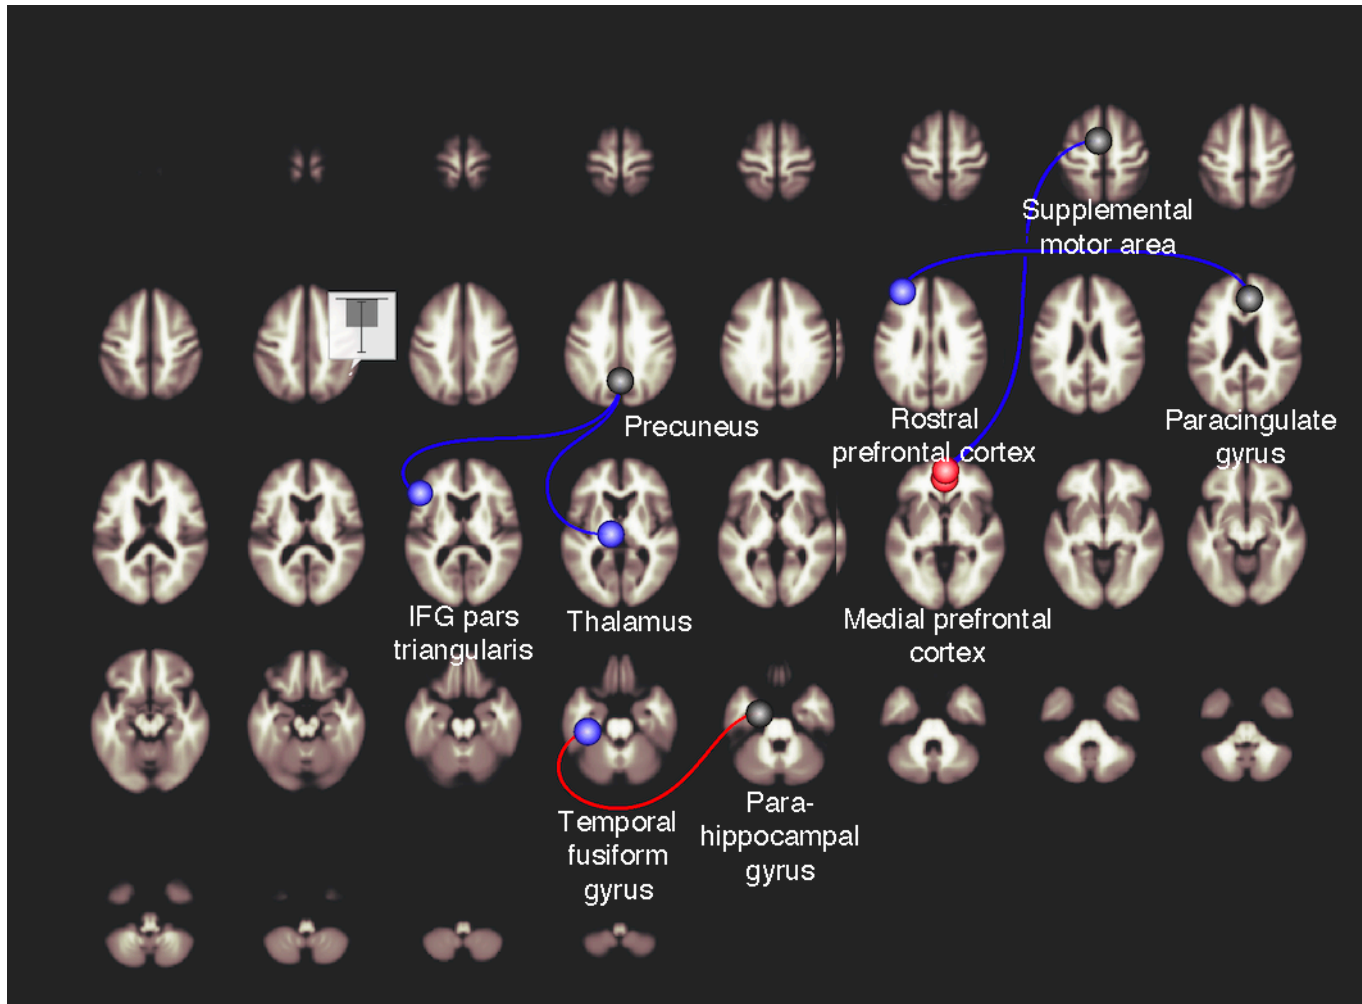 Supplemental
motor area
Precuneus
Rostral
prefrontal cortex
Paracingulate
gyrus
IFG pars
triangularis
Thalamus
Medial prefrontal
cortex
Temporal
fusiform
gyrus
Para-
hippocampal
gyrus